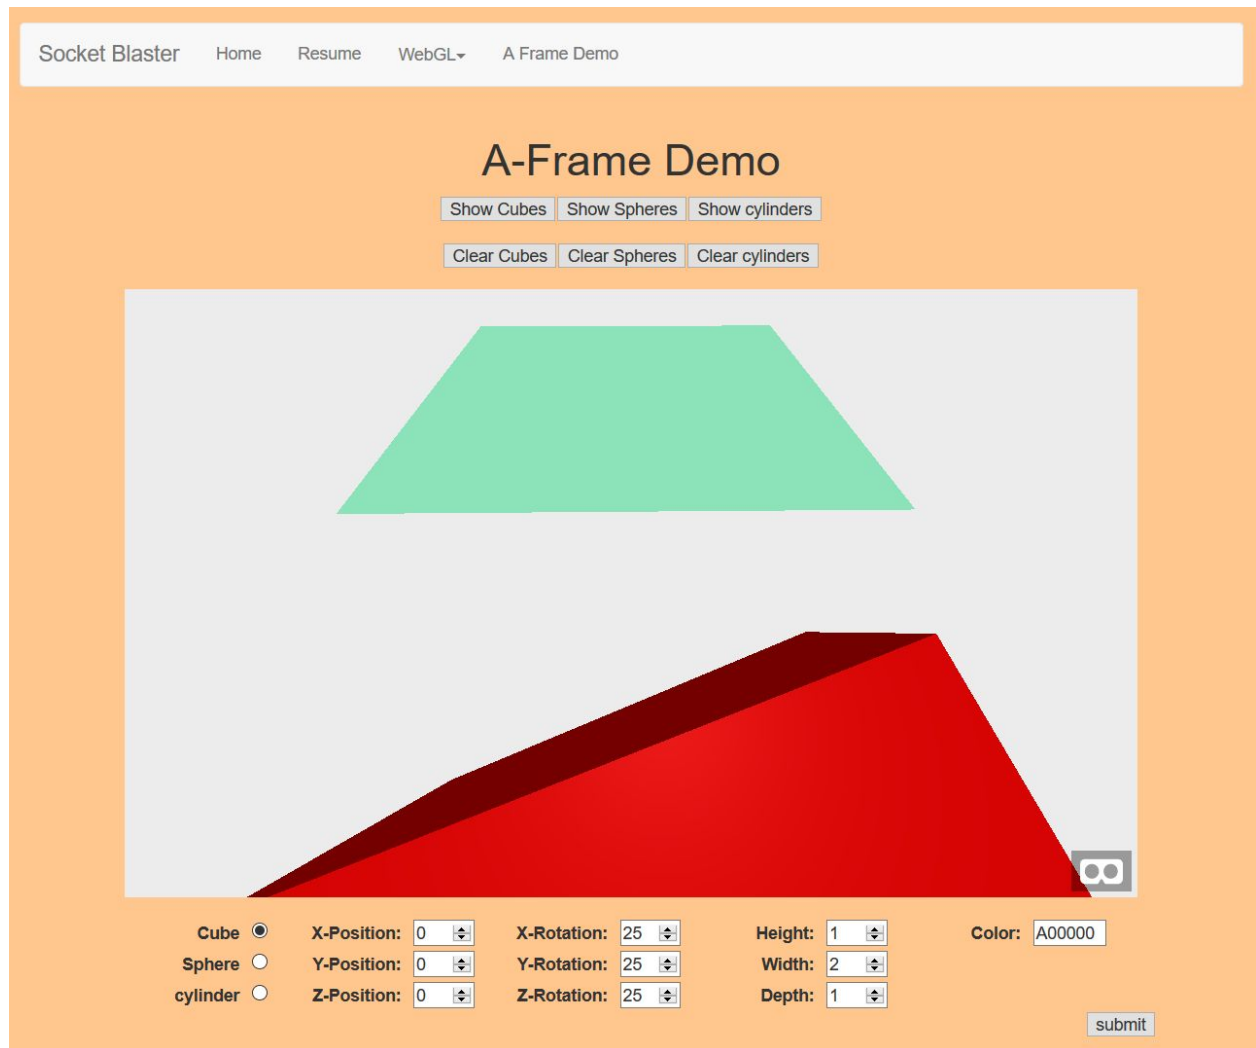 Socket Blaster Home Resume WebGL A Frame Demo
A-Frame Demo
Show Cubes Show Spheres Show cylinders
Clear Cubes Clear Spheres Clear cylinders
Cube X-Position: 0 X-Rotation: 25 Height: 1 Color: A00000
Sphere Y-Position: 0 Y-Rotation: 25 Width: 2
cylinder Z-Position: 0 Z-Rotation: 25 Depth: 1
submit